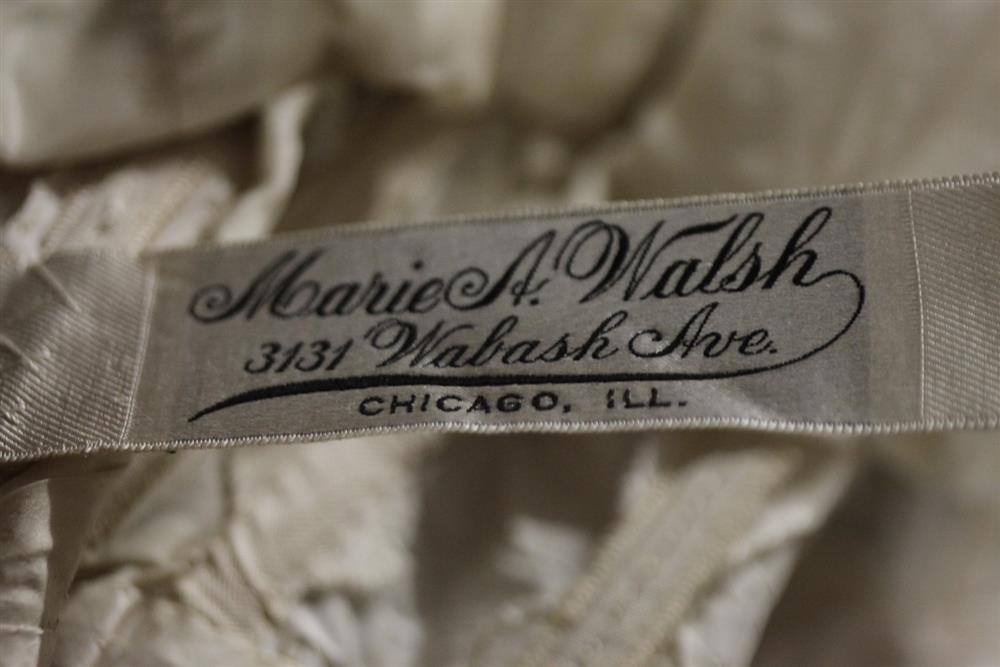 Marie A. Walsh
3131 Wabash Ave.
CHICAGO, ILL.